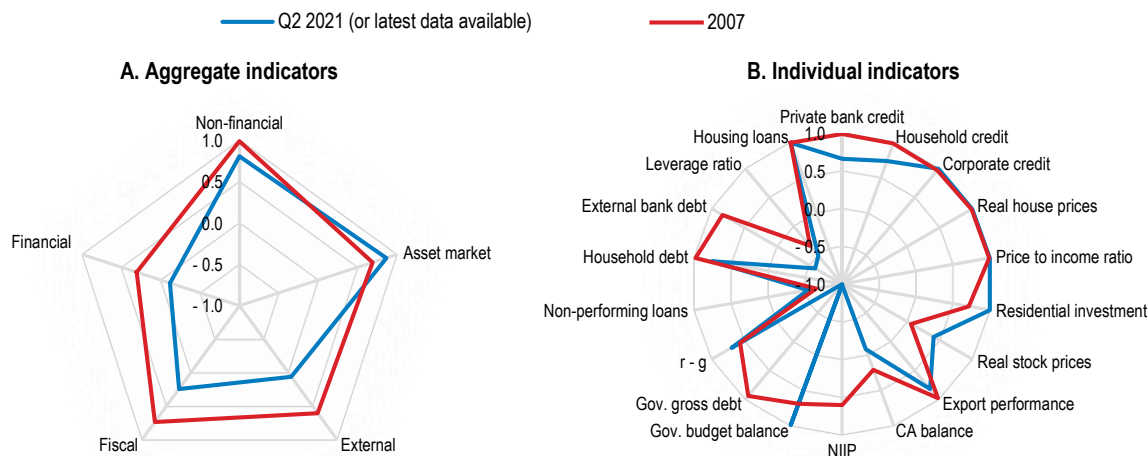 Q2 2021 (or latest data available)
2007
A. Aggregate indicators
B. Individual indicators
Non-financial
1.0
0.5
0.0
- 0.5
- 1.0
Asset market
External
Fiscal
Financial
Private bank credit
1.0
0.5
0.0
- 0.5
- 1.0
Household credit
Corporate credit
Real house prices
Price to income ratio
Residential investment
Real stock prices
Export performance
CA balance
NIIP
Gov. budget balance
Gov. gross debt
r - g
Non-performing loans
Household debt
External bank debt
Leverage ratio
Housing loans